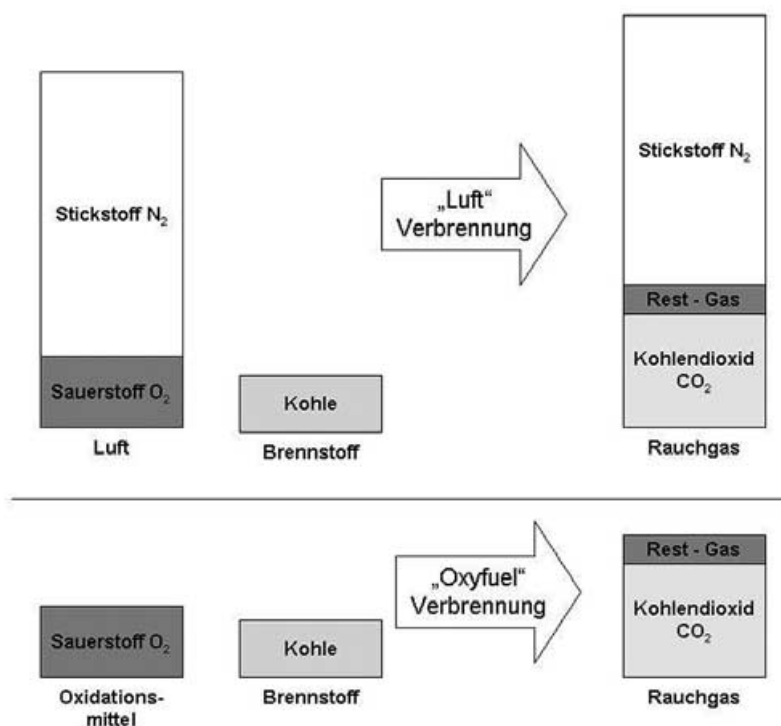 Stickstoff N₂
Sauerstoff O₂
Luft
Kohle
Brennstoff
„Luft“
Verbrennung
Stickstoff N₂
Rest - Gas
Kohlendioxid
CO₂
Rauchgas
Sauerstoff O₂
Oxidations-
mittel
Kohle
Brennstoff
„Oxyfuel“
Verbrennung
Rest - Gas
Kohlendioxid
CO₂
Rauchgas